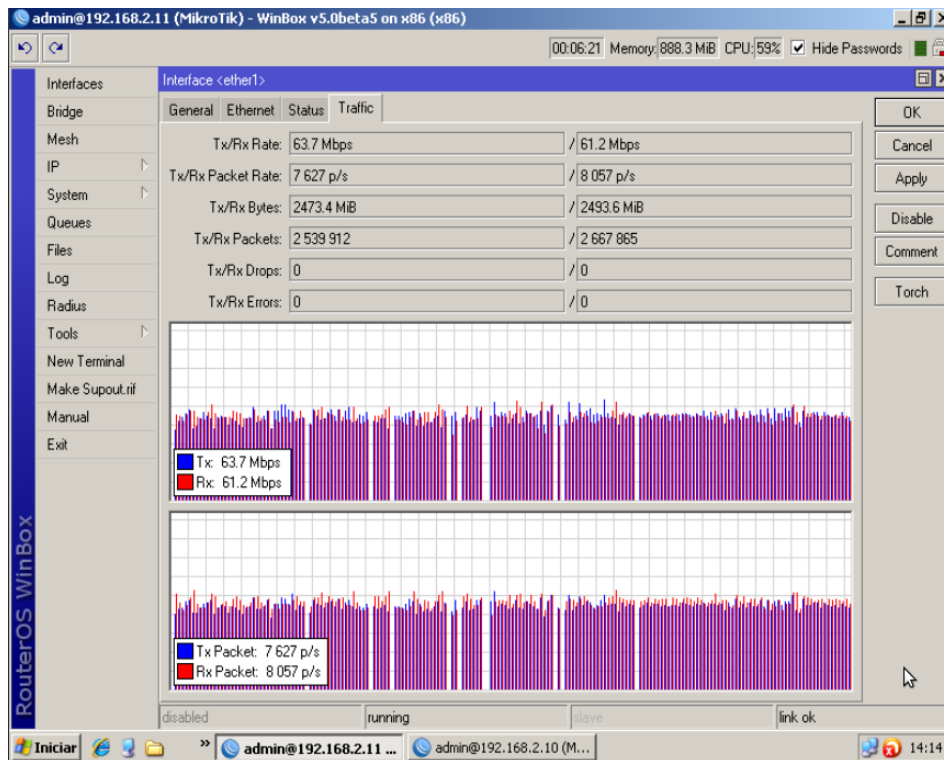 admin@192.168.2.11 (MikroTik) - WinBox v5.0beta5 on x86 (x86)
00:06:21 Memory: 888.3 MiB CPU: 59% Hide Passwords
Interfaces
Bridge
Mesh
IP
System
Queues
Files
Log
Radius
Tools
New Terminal
Make Supout.rif
Manual
Exit
RouterOS WinBox
Interface <ether1>
General Ethernet Status Traffic
Tx/Rx Rate: 63.7 Mbps / 61.2 Mbps
Tx/Rx Packet Rate: 7 627 p/s / 8 057 p/s
Tx/Rx Bytes: 2473.4 MiB / 2493.6 MiB
Tx/Rx Packets: 2 539 912 / 2 667 865
Tx/Rx Drops: 0 / 0
Tx/Rx Errors: 0 / 0
Tx: 63.7 Mbps
Rx: 61.2 Mbps
Tx Packet: 7 627 p/s
Rx Packet: 8 057 p/s
OK
Cancel
Apply
Disable
Comment
Torch
disabled running slave link ok
Iniciar » admin@192.168.2.11 ... admin@192.168.2.10 (M... 14:14